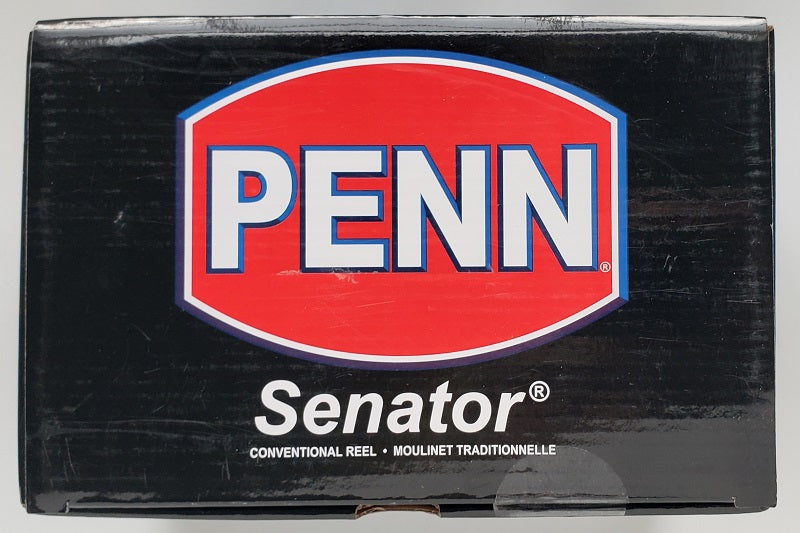 PENN®
Senator®
CONVENTIONAL REEL • MOULINET TRADITIONNELLE